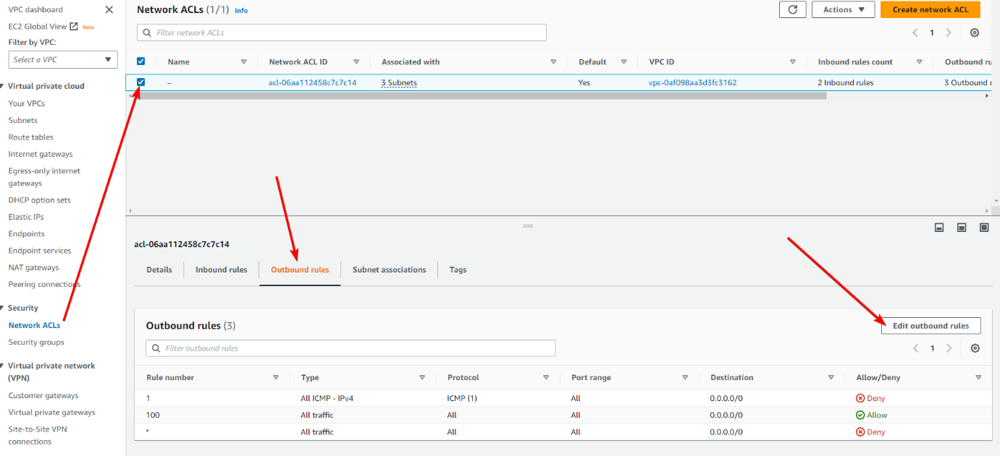 VPC dashboard
EC2 Global View New
Filter by VPC:
Select a VPC
Virtual private cloud
Your VPCs
Subnets
Route tables
Internet gateways
Egress-only internet
gateways
DHCP option sets
Elastic IPs
Endpoints
Endpoint services
NAT gateways
Peering connections
Security
Network ACLs
Security groups
Virtual private network
(VPN)
Customer gateways
Virtual private gateways
Site-to-Site VPN
connections
Network ACLs (1/1) Info
Actions
Create network ACL
Filter network ACLs
1
Name Network ACL ID Associated with Default VPC ID Inbound rules count Outbound ru
– acl-06aa112458c7c7c14 3 Subnets Yes vpc-0af098aa3d3fc3162 2 Inbound rules 3 Outbound
acl-06aa112458c7c7c14
Details Inbound rules Outbound rules Subnet associations Tags
Outbound rules (3)
Edit outbound rules
Filter outbound rules
1
Rule number Type Protocol Port range Destination Allow/Deny
1 All ICMP - IPv4 ICMP (1) All 0.0.0.0/0 Deny
100 All traffic All All 0.0.0.0/0 Allow
* All traffic All All 0.0.0.0/0 Deny